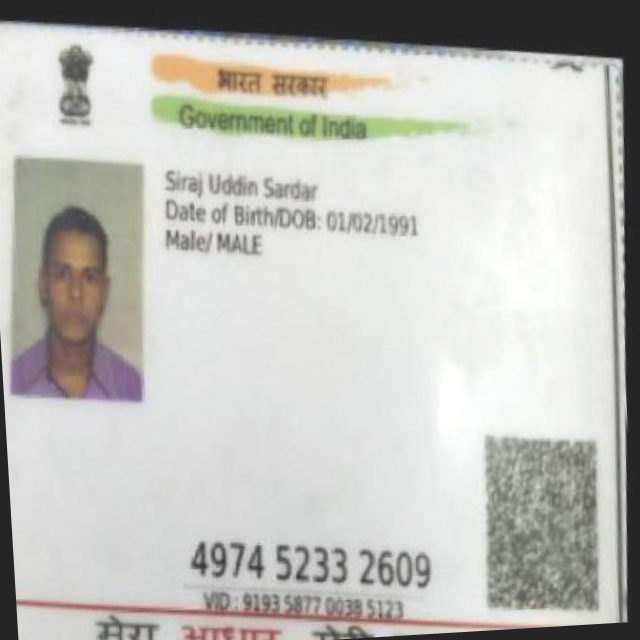 भारत सरकार
Government of India
Siraj Uddin Sardar
Date of Birth/DOB: 01/02/1991
Male/ MALE
4974 5233 2609
VID : 9193 5877 0038 5123
मेरा आधार